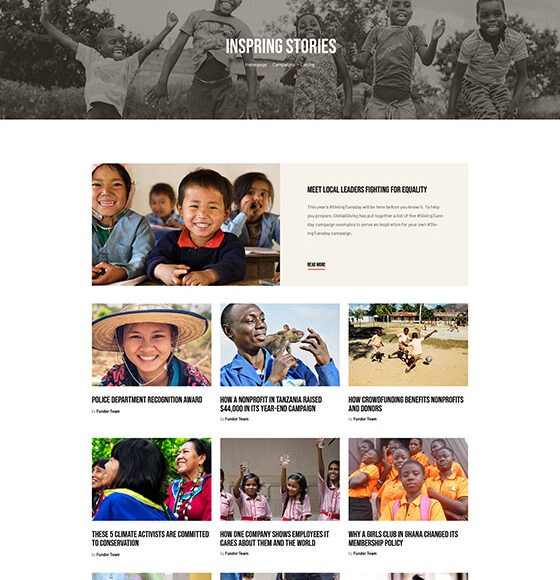 INSPRING STORIES
Homepage
Campaigns
MEET LOCAL LEADERS FIGHTING FOR EQUALITY
This year's #GivingTuesday will be here before you know it. To help
you prepare, GlobalGiving has put together a list of five #GivingTues-
day campaign examples to serve as inspiration for your own #Giv-
ingTuesday campaign.
READ MORE
POLICE DEPARTMENT RECOGNITION AWARD
by Fundor Team
HOW A NONPROFIT IN TANZANIA RAISED
$44,000 IN ITS YEAR-END CAMPAIGN
by Fundor Team
HOW CROWDFUNDING BENEFITS NONPROFITS
AND DONORS
by Fundor Team
THESE 5 CLIMATE ACTIVISTS ARE COMMITTED
TO CONSERVATION
by Fundor Team
HOW ONE COMPANY SHOWS EMPLOYEES IT
CARES ABOUT THEM AND THE WORLD
by Fundor Team
WHY A GIRLS CLUB IN GHANA CHANGED ITS
MEMBERSHIP POLICY
by Fundor Team